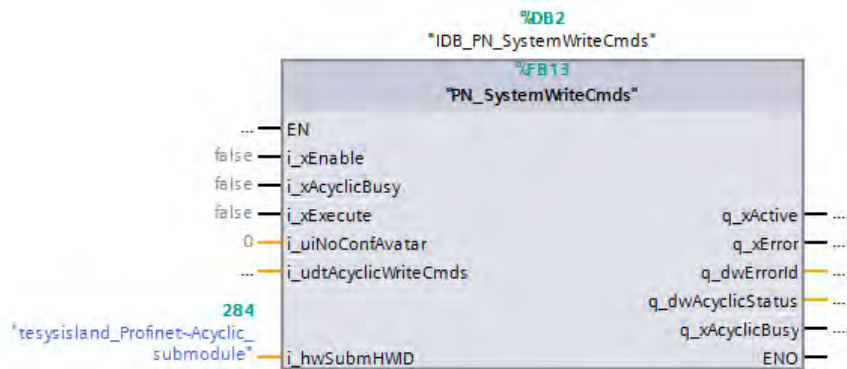 %DB2
"IDB_PN_SystemWriteCmds"
%FB13
"PN_SystemWriteCmds"
... EN
false i_xEnable
false i_xAcyclicBusy
false i_xExecute q_xActive ...
0 i_uiNoConfAvatar q_xError ...
... i_udtAcyclicWriteCmds q_dwErrorId ...
q_dwAcyclicStatus ...
284
q_xAcyclicBusy ...
"tesysisland_Profinet~Acyclic_
submodule" i_hwSubmHWID ENO